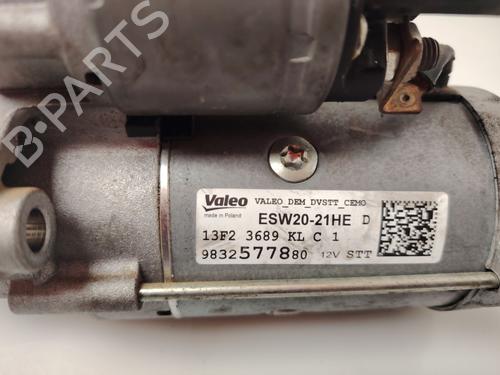 B-PARTS
Valeo VALEO_DEM_DVSTT_CEMO
made in Poland ESW20-21HE D
13F2 3689 KL C 1
9832577880 12V STT